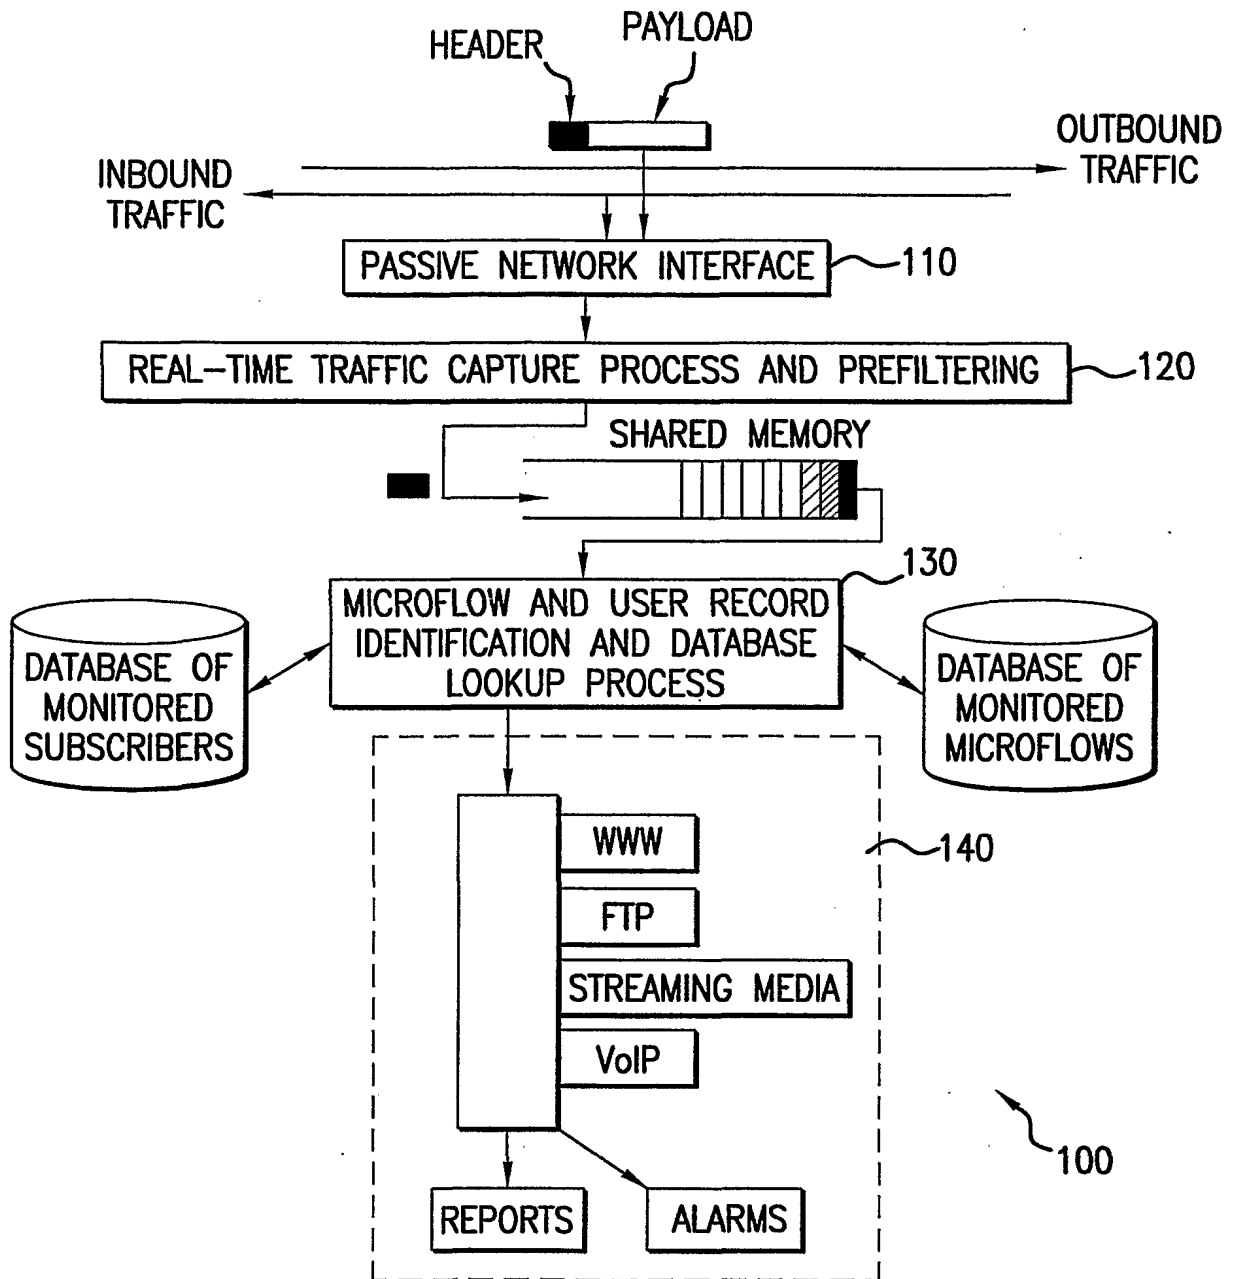 HEADER
PAYLOAD
OUTBOUND
TRAFFIC
INBOUND
TRAFFIC
PASSIVE NETWORK INTERFACE
110
REAL-TIME TRAFFIC CAPTURE PROCESS AND PREFILTERING
120
SHARED MEMORY
130
MICROFLOW AND USER RECORD
IDENTIFICATION AND DATABASE
LOOKUP PROCESS
DATABASE OF
MONITORED
SUBSCRIBERS
DATABASE OF
MONITORED
MICROFLOWS
WWW
140
FTP
STREAMING MEDIA
VoIP
100
REPORTS
ALARMS